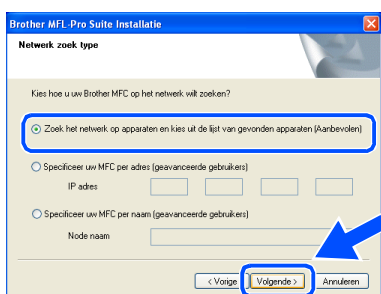 Brother MFL-Pro Suite Installatie
Netwerk zoek type
Kies hoe u uw Brother MFC op het netwerk wilt zoeken?
Zoek het netwerk op apparaten en kies uit de lijst van gevonden apparaten (Aanbevolen)
Specificeer uw MFC per adres (geavanceerde gebruikers)
IP adres
Specificeer uw MFC per naam (geavanceerde gebruikers)
Node naam
< Vorige Volgende > Annuleren